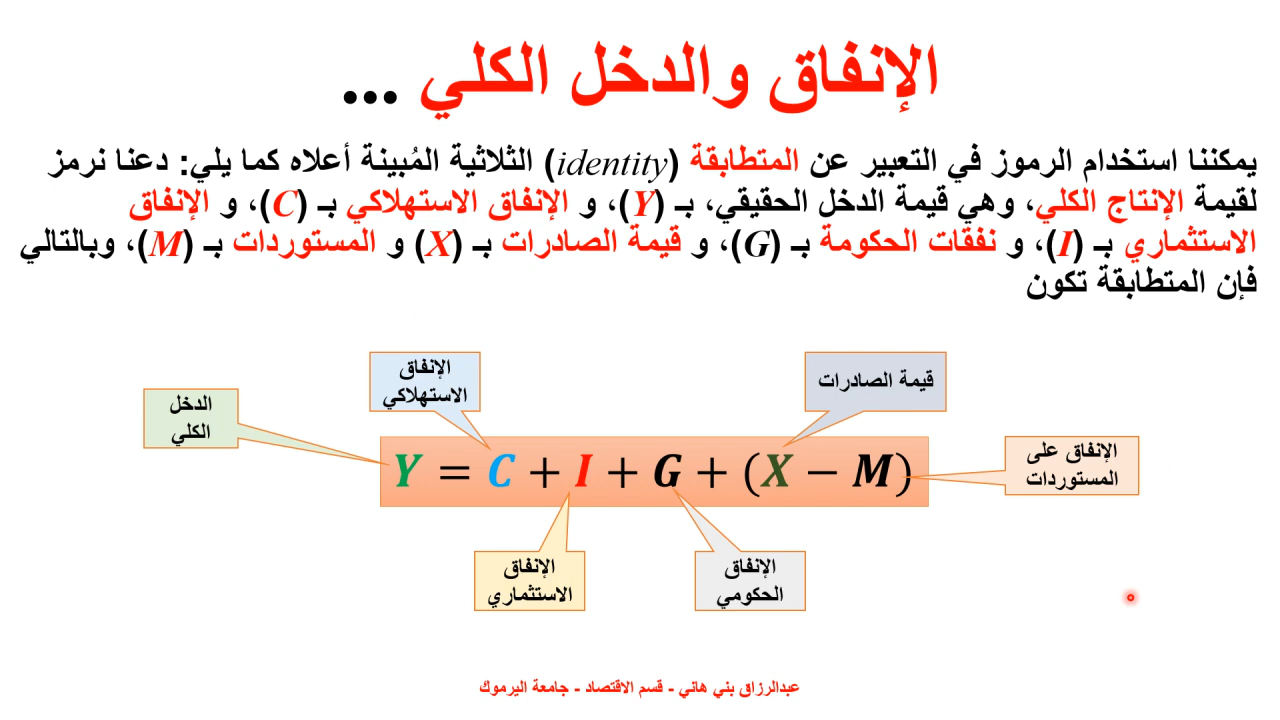 الإنفاق والدخل الكلي ...
يمكننا استخدام الرموز في التعبير عن المتطابقة (identity) الثلاثية المُبينة أعلاه كما يلي: دعنا نرمز
لقيمة الإنتاج الكلي، وهي قيمة الدخل الحقيقي، بـ (Y)، و الإنفاق الاستهلاكي بـ (C)، و الإنفاق
الاستثماري بـ (I)، و نفقات الحكومة بـ (G)، و قيمة الصادرات بـ (X) و المستوردات بـ (M)، وبالتالي
فإن المتطابقة تكون
الإنفاق
الاستهلاكي
قيمة الصادرات
الدخل
الكلي
Y = C + I + G + (X − M)
الإنفاق على
المستوردات
الإنفاق
الاستثماري
الإنفاق
الحكومي
عبدالرزاق بني هاني - قسم الاقتصاد - جامعة اليرموك